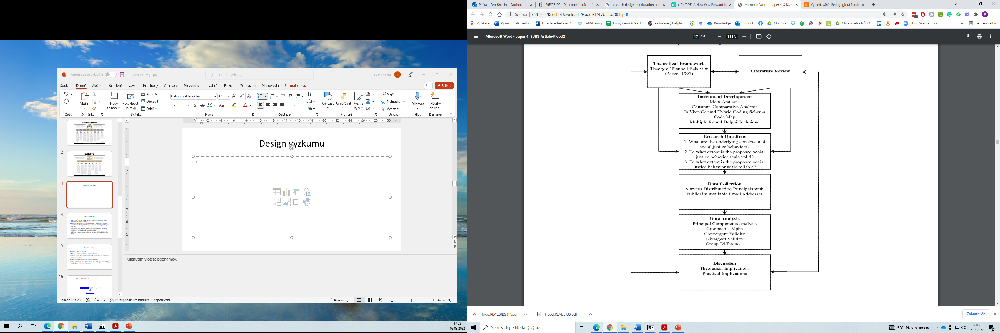 Automatické ukládání
Seminar mgr. pr...
Hledat (Alt+Q)
Petr Knecht
PK
Soubor Domů Vložení Kreslení Návrh Přechody Animace Prezentace Nahrát Revize Zobrazení Nápověda Formát obrazce
Sdílet
Vložit
Nový snímek
Recyklovat snímky
Rozložení
Obnovit
Oddíl
Calibri (Základní text) 32
Obrazce
Uspořádat
Rychlé styly
Najít
Nahradit
Vybrat
Diktovat
Návrhy designu
Zpět Schránka Snímky Písmo Odstavec Kreslení Úpravy Hlas Designer
11
ETHNOGRAPHY
12
SURVEYS
13
Design výzkumu
14
Jak na diskusi...
15
Jak na závěr...
16
Design výzkumu
Kliknutím vložíte poznámky.
Snímek 13 z 23 Čeština Přístupnost: Prostudujte si doporučení Poznámky 62 %
17:03
02.03.2022
Pošta – Petr Knecht – Outlook
PdF:ZE_DPp Diplomová práce - P
research design in education sch
(15) (PDF) A New Way Forward fo
Microsoft Word - paper 4_SJBS A
Vyhledávání | Pedagogická fakult
Soubor | C:/Users/Knecht/Downloads/Flood.REAL.SJBS%20(1).pdf
Aplikace Význam dálkového... Disertace_Reflexe_2... FAIRsharing Kárný deník 6_9 - T... 99 Insanely Helpful... Knowledge Outlook Můj disk Malá a velká NÁSO... https://cesnet.zoo... » Seznam četby
Microsoft Word - paper 4_SJBS Article-Flood2
17 / 45 183%
Theoretical Framework
Theory of Planned Behavior
(Ajzen, 1991)
Literature Review
Instrument Development
Meta-Analysis
Constant, Comparative Analysis
In Vivo/Gerund Hybrid Coding Schema
Code Map
Multiple Round Delphi Technique
Research Questions
1. What are the underlying constructs of
social justice behaviors?
2. To what extent is the proposed social
justice behavior scale valid?
3. To what extent is the proposed social
justice behavior scale reliable?
Data Collection
Surveys Distributed to Principals with
Publically Available Email Addresses
Data Analysis
Principal Components Analysis
Cronbach's Alpha
Convergent Validity
Divergent Validity
Group Differences
Discussion
Theoretical Implications
Practical Implications
Flood.REAL.SJBS (1).pdf
Flood.REAL.SJBS.pdf
Zobrazit vše
Sem zadejte hledaný výraz
6°C Přev. slunečno
17:03
02.03.2022